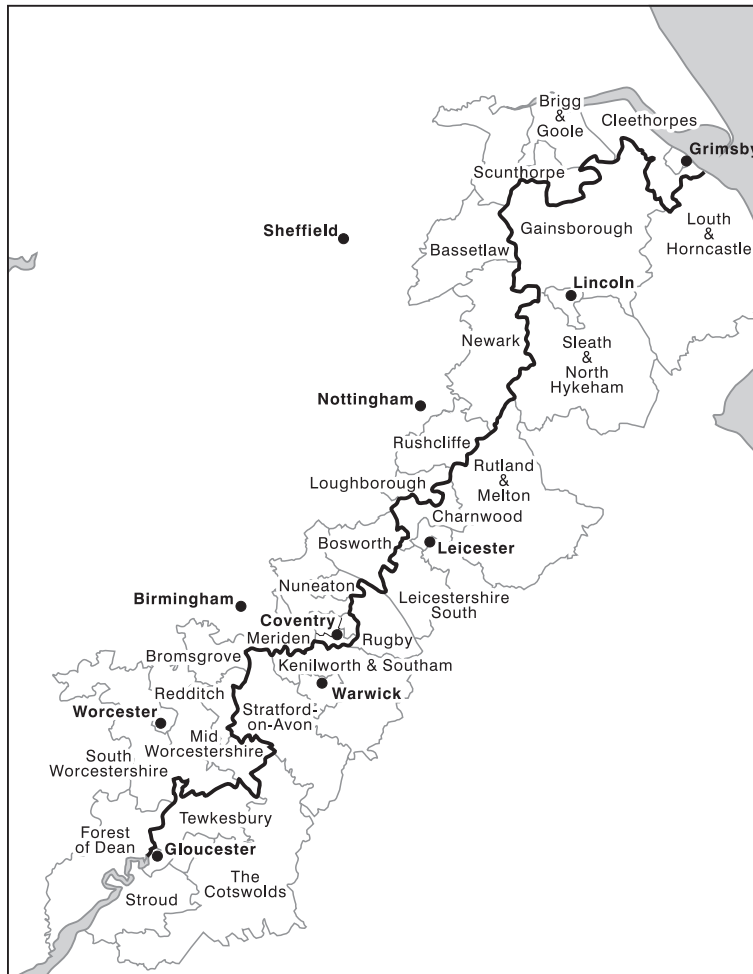 Brigg
&
Goole
Cleethorpes
Grimsby
Scunthorpe
Louth
&
Horncastle
Gainsborough
Sheffield
Bassetlaw
Lincoln
Newark
Sleath
&
North
Hykeham
Nottingham
Rushcliffe
Rutland
&
Melton
Loughborough
Charnwood
Bosworth
Leicester
Nuneaton
Leicestershire
South
Birmingham
Coventry
Meriden
Rugby
Bromsgrove
Kenilworth & Southam
Redditch
Warwick
Stratford-
on-Avon
Worcester
Mid
Worcestershire
South
Worcestershire
Tewkesbury
Forest
of Dean
Gloucester
The
Cotswolds
Stroud